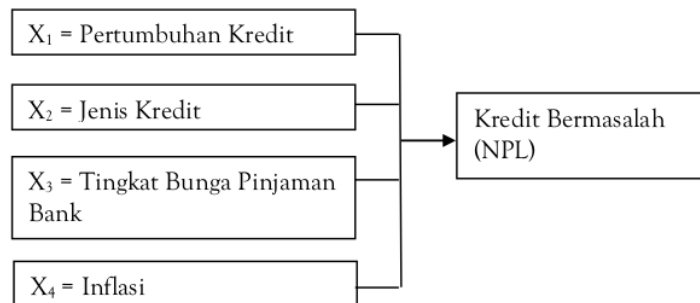 X₁ = Pertumbuhan Kredit
X₂ = Jenis Kredit
X₃ = Tingkat Bunga Pinjaman
Bank
X₄ = Inflasi
Kredit Bermasalah
(NPL)